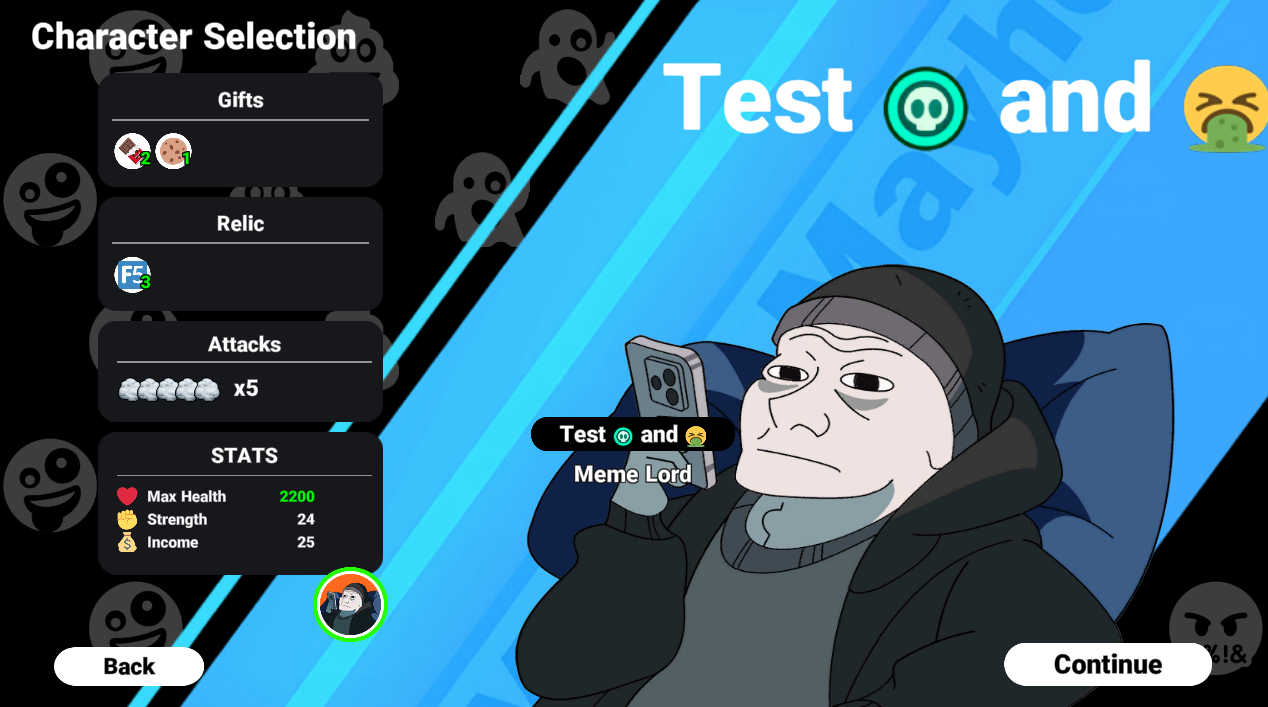 Character Selection
Test and
Gifts
2 1
Relic
F5 3
Attacks
x5
Test and
Meme Lord
STATS
Max Health 2200
Strength 24
Income 25
Back
Continue
%!&